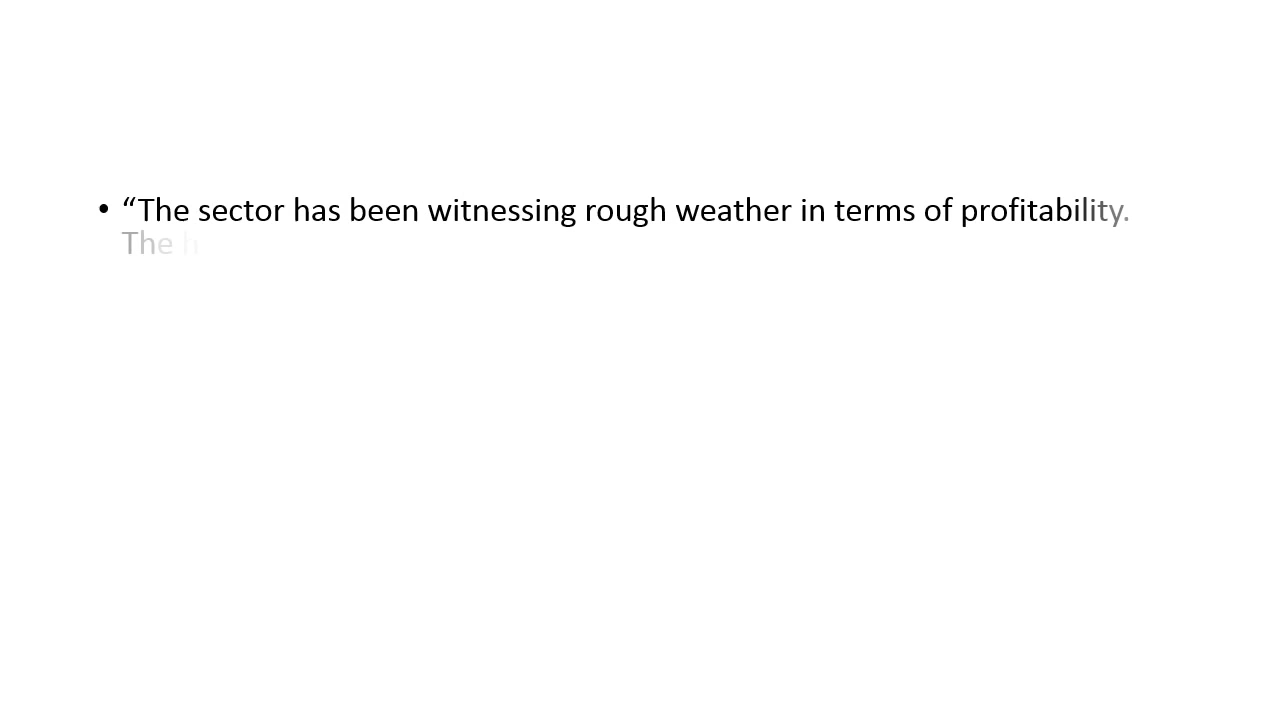 • “The sector has been witnessing rough weather in terms of profitability.
The h